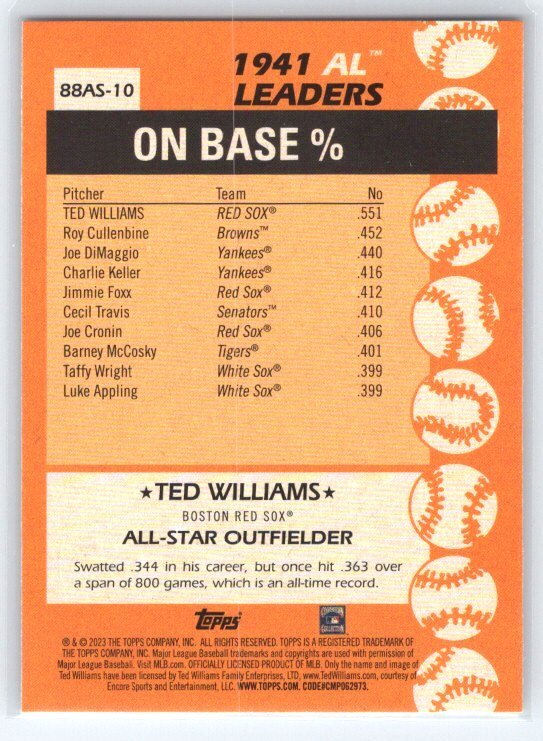 1941 AL™
LEADERS
88AS-10
ON BASE %
Pitcher Team No
TED WILLIAMS RED SOX® .551
Roy Cullenbine Browns™ .452
Joe DiMaggio Yankees® .440
Charlie Keller Yankees® .416
Jimmie Foxx Red Sox® .412
Cecil Travis Senators™ .410
Joe Cronin Red Sox® .406
Barney McCosky Tigers® .401
Taffy Wright White Sox® .399
Luke Appling White Sox® .399
★TED WILLIAMS★
BOSTON RED SOX®
ALL-STAR OUTFIELDER
Swatted .344 in his career, but once hit .363 over
a span of 800 games, which is an all-time record.
Topps
® & © 2023 THE TOPPS COMPANY, INC. ALL RIGHTS RESERVED. TOPPS IS A REGISTERED TRADEMARK OF
THE TOPPS COMPANY, INC. Major League Baseball trademarks and copyrights are used with permission of
Major League Baseball. Visit MLB.com. OFFICIALLY LICENSED PRODUCT OF MLB. Only the name and image of
Ted Williams have been licensed by Ted Williams Family Enterprises, LTD, www.TedWilliams.com, courtesy of
Encore Sports and Entertainment, LLC. WWW.TOPPS.COM. CODE#CMP062973.